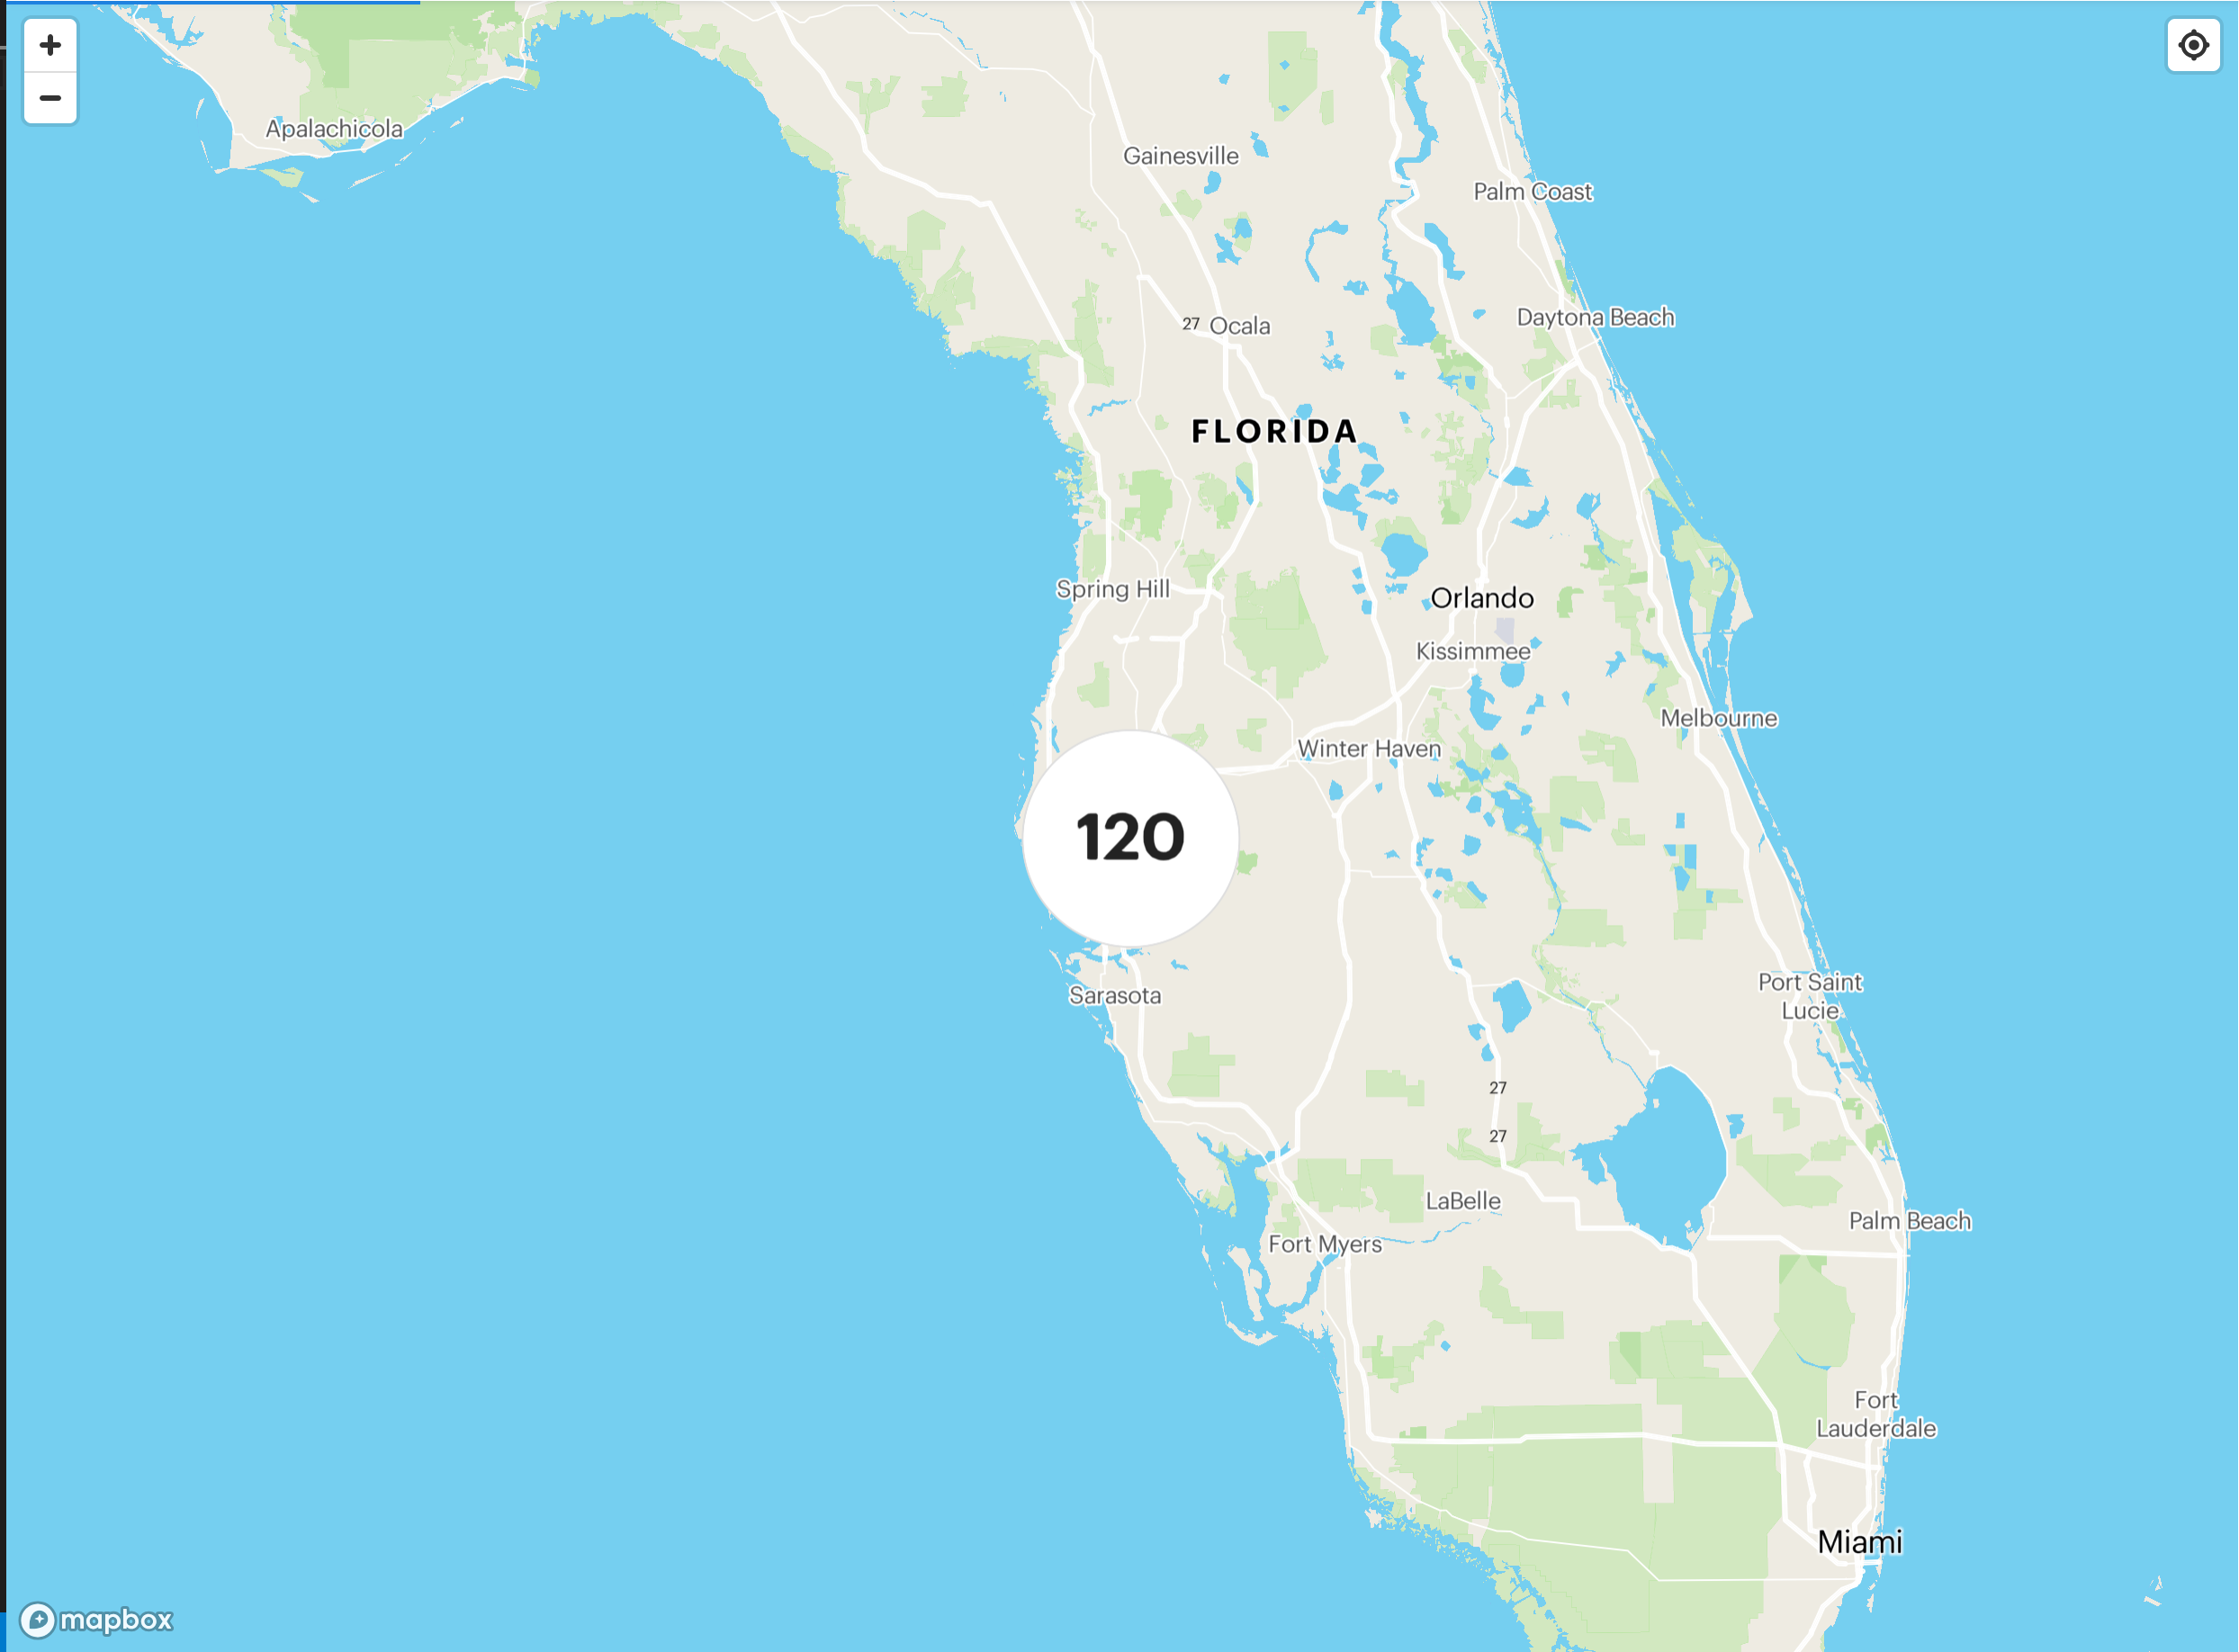 +
−
Apalachicola
Gainesville
Palm Coast
Daytona Beach
27 Ocala
FLORIDA
Spring Hill
Orlando
Kissimmee
Melbourne
Winter Haven
120
Port Saint
Lucie
Sarasota
27
27
LaBelle
Palm Beach
Fort Myers
Fort
Lauderdale
Miami
mapbox